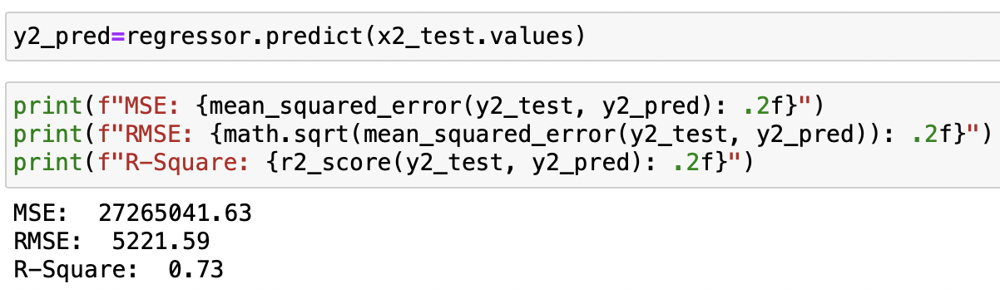 y2_pred=regressor.predict(x2_test.values)
print(f"MSE: {mean_squared_error(y2_test, y2_pred): .2f}")
print(f"RMSE: {math.sqrt(mean_squared_error(y2_test, y2_pred)): .2f}")
print(f"R-Square: {r2_score(y2_test, y2_pred): .2f}")
MSE:  27265041.63
RMSE:  5221.59
R-Square:  0.73